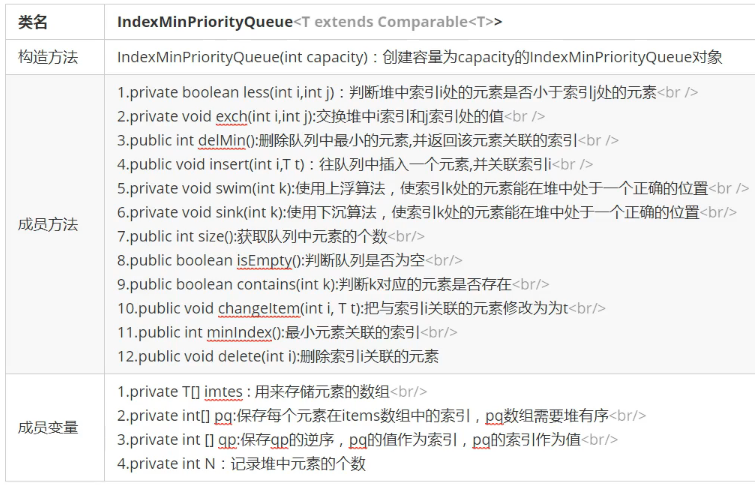 类名 IndexMinPriorityQueue<T extends Comparable<T>>
构造方法 IndexMinPriorityQueue(int capacity)：创建容量为capacity的IndexMinPriorityQueue对象
成员方法
1.private boolean less(int i,int j)：判断堆中索引i处的元素是否小于索引j处的元素<br />
2.private void exch(int i,int j):交换堆中i索引和j索引处的值<br />
3.public int delMin():删除队列中最小的元素,并返回该元素关联的索引<br />
4.public void insert(int i,T t)：往队列中插入一个元素,并关联索引i<br />
5.private void swim(int k):使用上浮算法，使索引k处的元素能在堆中处于一个正确的位置<br />
6.private void sink(int k):使用下沉算法，使索引k处的元素能在堆中处于一个正确的位置<br/>
7.public int size():获取队列中元素的个数<br/>
8.public boolean isEmpty():判断队列是否为空<br/>
9.public boolean contains(int k):判断k对应的元素是否存在<br/>
10.public void changeItem(int i, T t):把与索引i关联的元素修改为为t<br/>
11.public int minIndex():最小元素关联的索引<br/>
12.public void delete(int i):删除索引i关联的元素
成员变量
1.private T[] imtes : 用来存储元素的数组<br/>
2.private int[] pq:保存每个元素在items数组中的索引，pq数组需要堆有序<br/>
3.private int [] qp:保存qp的逆序，pq的值作为索引，pq的索引作为值<br/>
4.private int N：记录堆中元素的个数